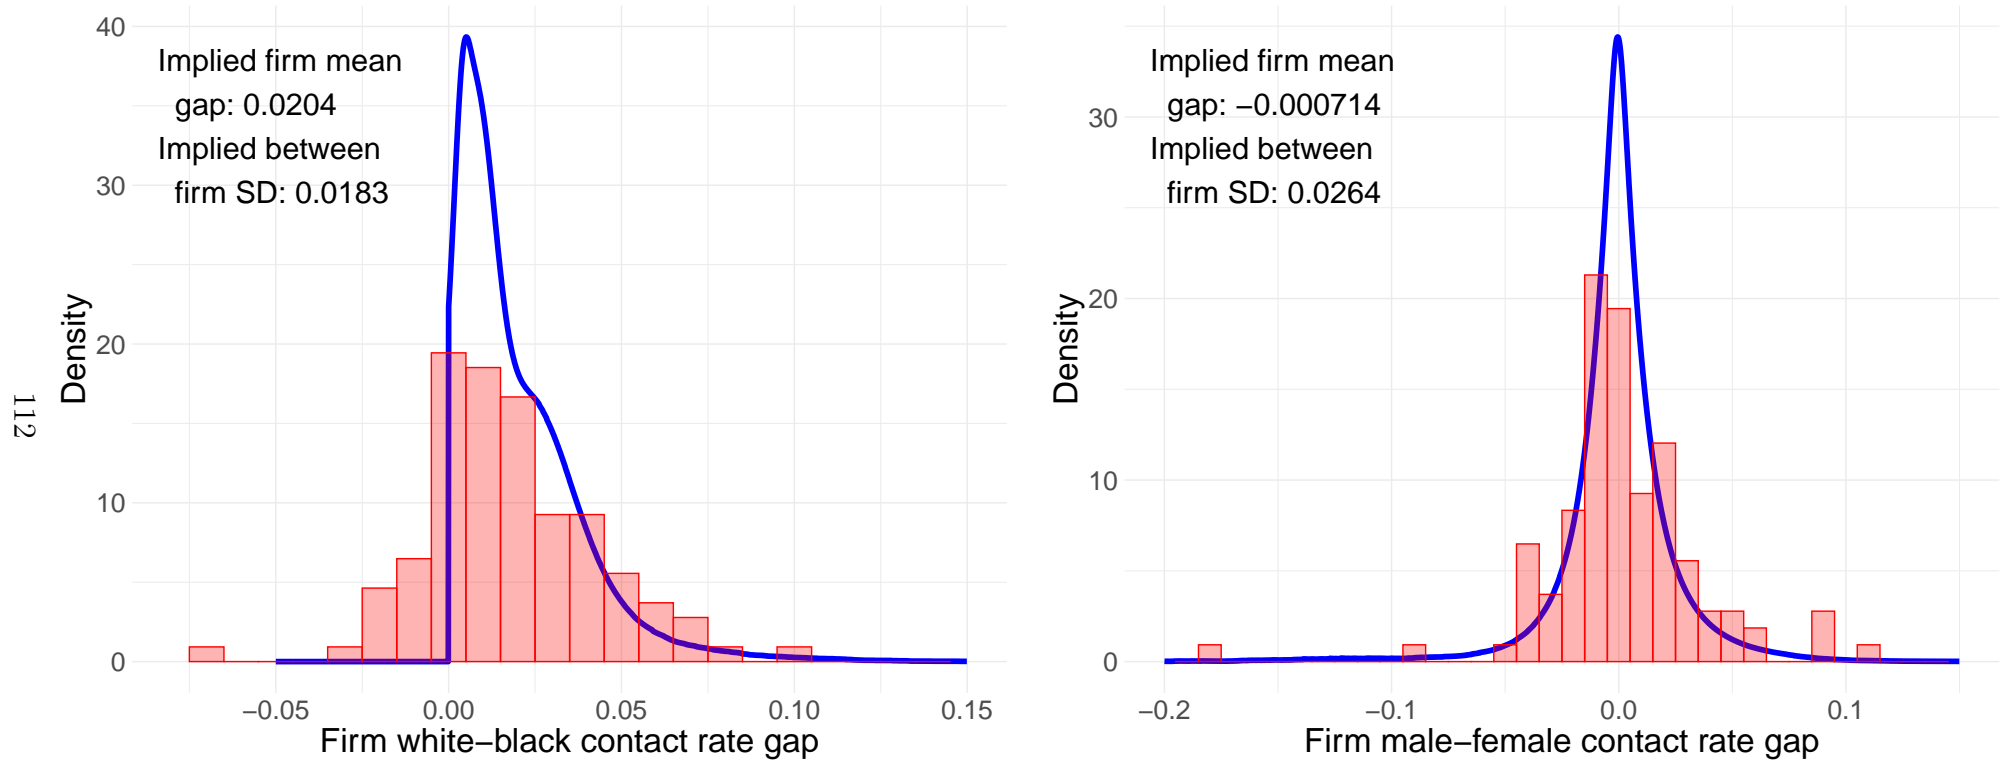 112
Implied firm mean
gap: 0.0204
Implied between
firm SD: 0.0183
40
30
20
10
0
Density
−0.05 0.00 0.05 0.10 0.15
Firm white−black contact rate gap
Implied firm mean
gap: −0.000714
Implied between
firm SD: 0.0264
30
20
10
0
Density
−0.2 −0.1 0.0 0.1
Firm male−female contact rate gap